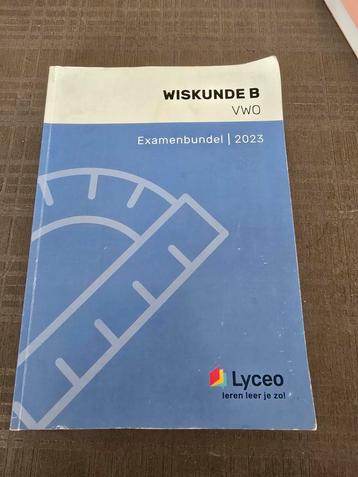 WISKUNDE B
VWO
Examenbundel | 2023
Lyceo
leren leer je zo!